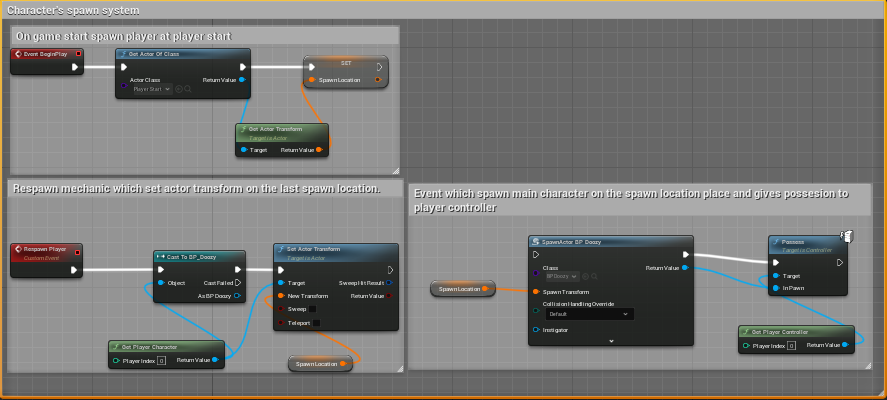 Character's spawn system
On game start spawn player at player start
Event BeginPlay
Get Actor Of Class
Actor Class
Player Start
Return Value
SET
Spawn Location
Get Actor Transform
Target is Actor
Target
Return Value
Respawn mechanic which set actor transform on the last spawn location.
Respawn Player
Custom Event
Cast To BP_Doozy
Object
Cast Failed
As BP Doozy
Set Actor Transform
Target is Actor
Target
Sweep Hit Result
New Transform
Return Value
Sweep
Teleport
Get Player Character
Player Index 0
Return Value
Spawn Location
Event which spawn main character on the spawn location place and gives possesion to
player controller
SpawnActor BP Doozy
Class
BP Doozy
Return Value
Spawn Location
Spawn Transform
Collision Handling Override
Default
Instigator
Possess
Target is Controller
Target
In Pawn
Get Player Controller
Player Index 0
Return Value